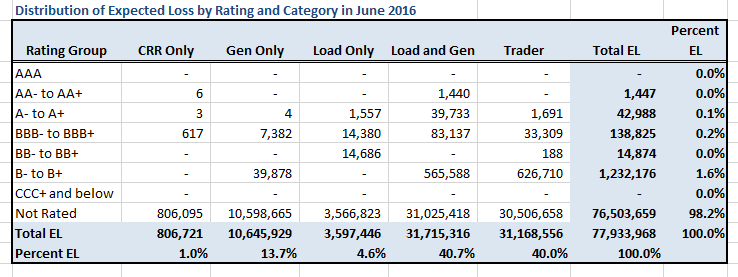 Distribution of Expected Loss by Rating and Category in June 2016
Percent
Rating Group CRR Only Gen Only Load Only Load and Gen Trader Total EL EL
AAA - - - - - - 0.0%
AA- to AA+ 6 - - 1,440 - 1,447 0.0%
A- to A+ 3 4 1,557 39,733 1,691 42,988 0.1%
BBB- to BBB+ 617 7,382 14,380 83,137 33,309 138,825 0.2%
BB- to BB+ - - 14,686 - 188 14,874 0.0%
B- to B+ - 39,878 - 565,588 626,710 1,232,176 1.6%
CCC+ and below - - - - - - 0.0%
Not Rated 806,095 10,598,665 3,566,823 31,025,418 30,506,658 76,503,659 98.2%
Total EL 806,721 10,645,929 3,597,446 31,715,316 31,168,556 77,933,968 100.0%
Percent EL 1.0% 13.7% 4.6% 40.7% 40.0% 100.0%